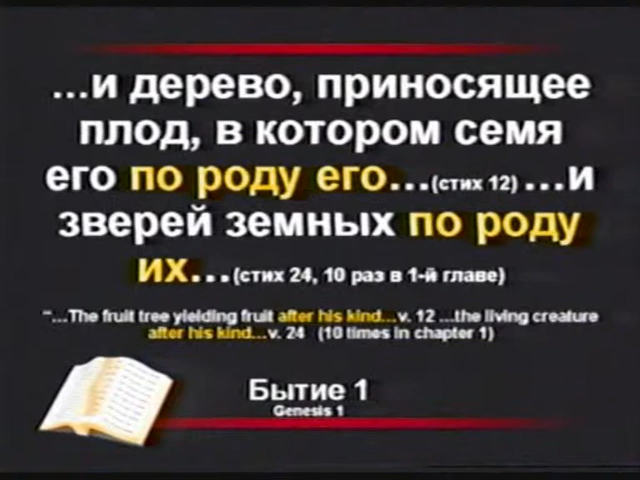 ...и дерево, приносящее
плод, в котором семя
его по роду его...(стих 12) ...и
зверей земных по роду
их...(стих 24, 10 раз в 1-й главе)
“...The fruit tree yielding fruit after his kind...v. 12 ...the living creature
after his kind...v. 24 (10 times in chapter 1)
Бытие 1
Genesis 1